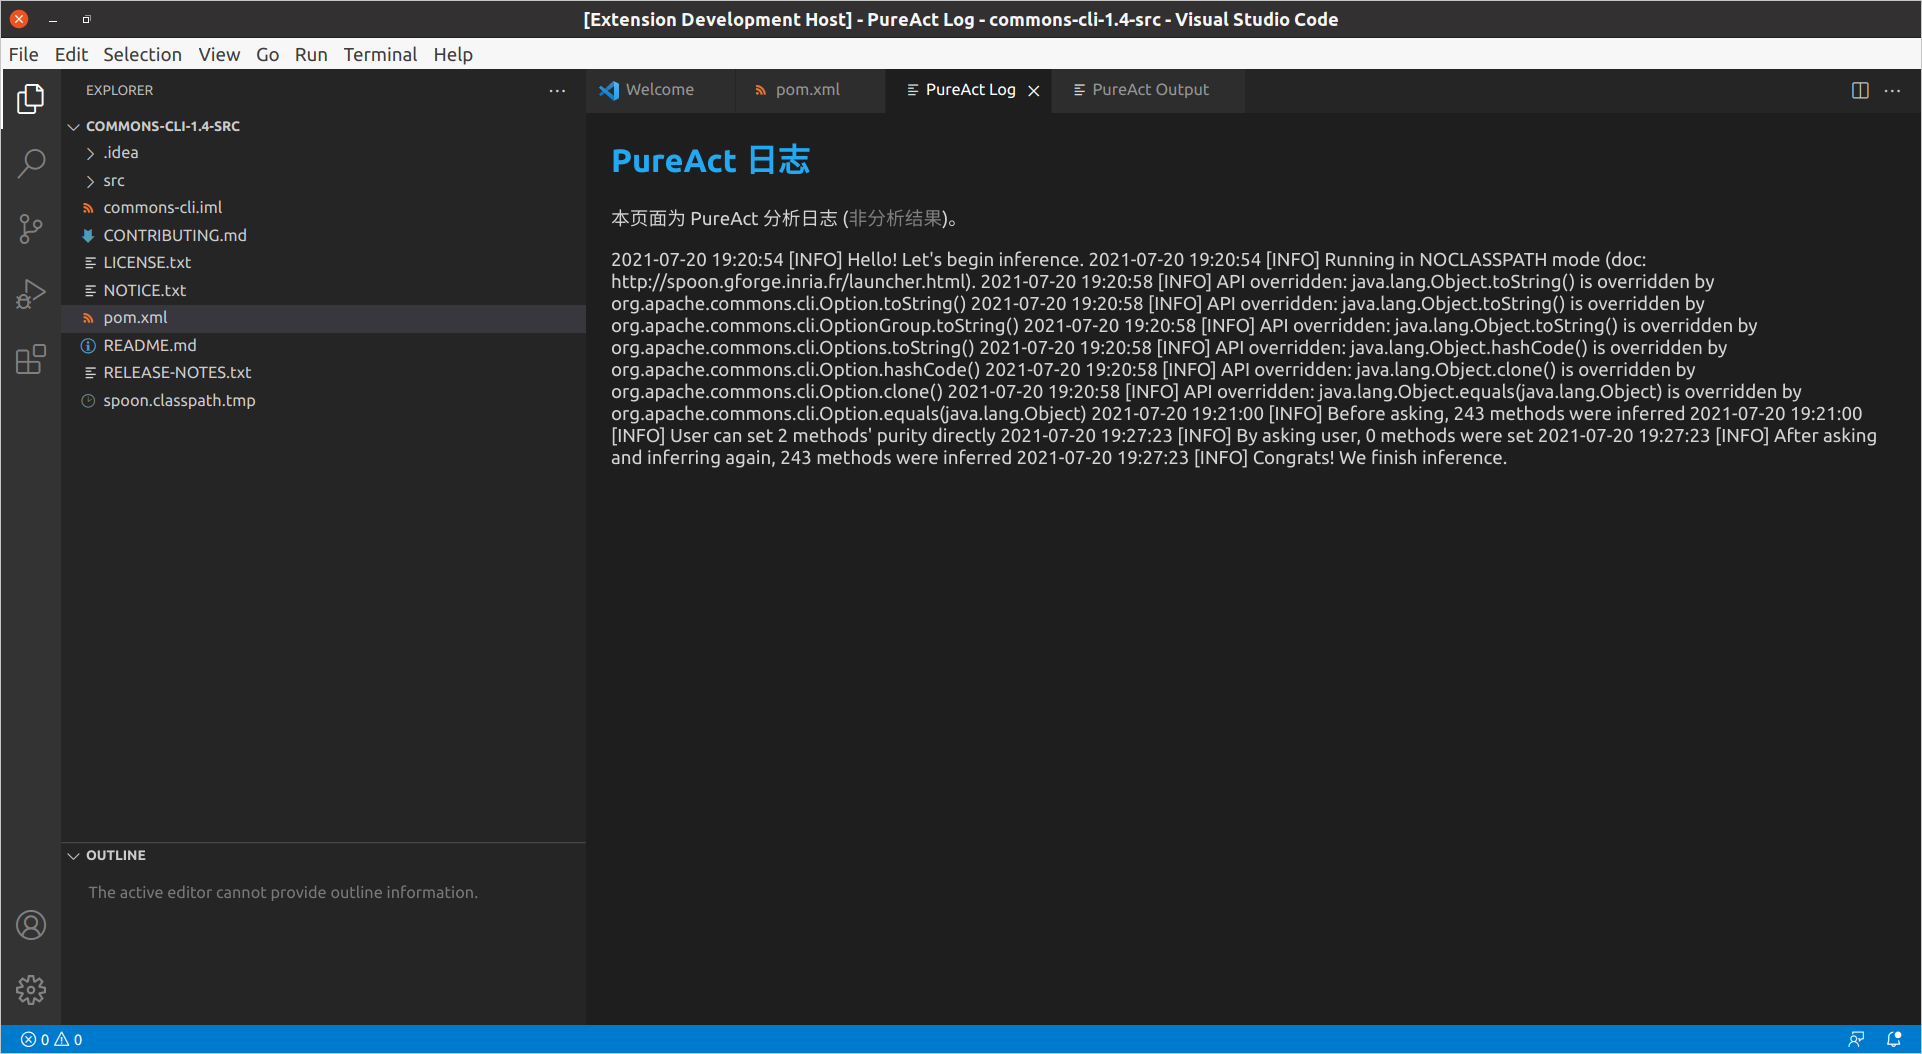 [Extension Development Host] - PureAct Log - commons-cli-1.4-src - Visual Studio Code
File Edit Selection View Go Run Terminal Help
EXPLORER
COMMONS-CLI-1.4-SRC
.idea
src
commons-cli.iml
CONTRIBUTING.md
LICENSE.txt
NOTICE.txt
pom.xml
README.md
RELEASE-NOTES.txt
spoon.classpath.tmp
OUTLINE
The active editor cannot provide outline information.
Welcome
pom.xml
PureAct Log
PureAct Output
PureAct 日志
本页面为 PureAct 分析日志 (非分析结果)。
2021-07-20 19:20:54 [INFO] Hello! Let's begin inference. 2021-07-20 19:20:54 [INFO] Running in NOCLASSPATH mode (doc:
http://spoon.gforge.inria.fr/launcher.html). 2021-07-20 19:20:58 [INFO] API overridden: java.lang.Object.toString() is overridden by
org.apache.commons.cli.Option.toString() 2021-07-20 19:20:58 [INFO] API overridden: java.lang.Object.toString() is overridden by
org.apache.commons.cli.OptionGroup.toString() 2021-07-20 19:20:58 [INFO] API overridden: java.lang.Object.toString() is overridden by
org.apache.commons.cli.Options.toString() 2021-07-20 19:20:58 [INFO] API overridden: java.lang.Object.hashCode() is overridden by
org.apache.commons.cli.Option.hashCode() 2021-07-20 19:20:58 [INFO] API overridden: java.lang.Object.clone() is overridden by
org.apache.commons.cli.Option.clone() 2021-07-20 19:20:58 [INFO] API overridden: java.lang.Object.equals(java.lang.Object) is overridden by
org.apache.commons.cli.Option.equals(java.lang.Object) 2021-07-20 19:21:00 [INFO] Before asking, 243 methods were inferred 2021-07-20 19:21:00
[INFO] User can set 2 methods' purity directly 2021-07-20 19:27:23 [INFO] By asking user, 0 methods were set 2021-07-20 19:27:23 [INFO] After asking
and inferring again, 243 methods were inferred 2021-07-20 19:27:23 [INFO] Congrats! We finish inference.
0 0